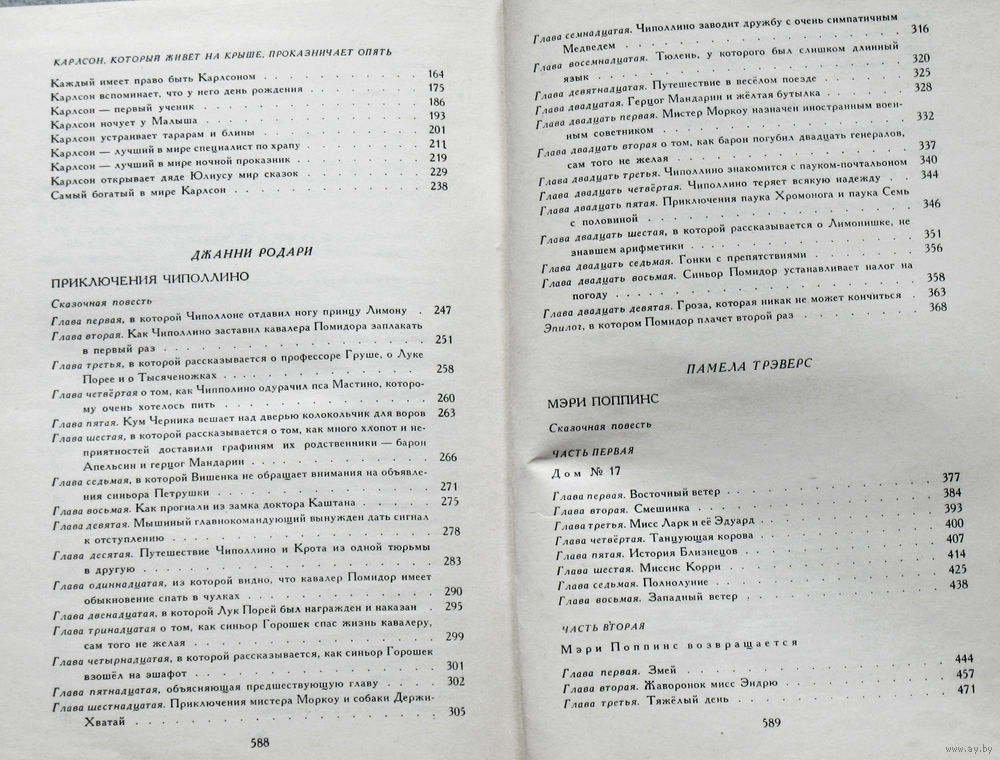 КАРЛСОН, КОТОРЫЙ ЖИВЕТ НА КРЫШЕ, ПРОКАЗНИЧАЕТ ОПЯТЬ
Каждый имеет право быть Карлсоном . . . 164
Карлсон вспоминает, что у него день рождения . . . 175
Карлсон — первый ученик . . . 186
Карлсон ночует у Малыша . . . 193
Карлсон устраивает тарарам и блины . . . 201
Карлсон — лучший в мире специалист по храпу . . . 211
Карлсон — лучший в мире ночной проказник . . . 219
Карлсон открывает дяде Юлиусу мир сказок . . . 229
Самый богатый в мире Карлсон . . . 238
ДЖАННИ РОДАРИ
ПРИКЛЮЧЕНИЯ ЧИПОЛЛИНО
Сказочная повесть
Глава первая, в которой Чиполлоне отдавил ногу принцу Лимону . 247
Глава вторая. Как Чиполлино заставил кавалера Помидора заплакать
в первый раз . . . 251
Глава третья, в которой рассказывается о профессоре Груше, о Луке
Порее и о Тысяченожках . . . 258
Глава четвёртая о том, как Чипполино одурачил пса Мастино, которо-
му очень хотелось пить . . . 260
Глава пятая. Кум Черника вешает над дверью колокольчик для воров 263
Глава шестая, в которой рассказывается о том, как много хлопот и не-
приятностей доставили графиням их родственники — барон
Апельсин и герцог Мандарин . . . 266
Глава седьмая, в которой Вишенка не обращает внимания на объявле-
ния синьора Петрушки . . . 271
Глава восьмая. Как прогнали из замка доктора Каштана . . . 275
Глава девятая. Мышиный главнокомандующий вынужден дать сигнал
к отступлению . . . 278
Глава десятая. Путешествие Чиполлино и Крота из одной тюрьмы
в другую . . . 283
Глава одиннадцатая, из которой видно, что кавалер Помидор имеет
обыкновение спать в чулках . . . 290
Глава двенадцатая, в которой Лук Порей был награжден и наказан . 295
Глава тринадцатая о том, как синьор Горошек спас жизнь кавалеру,
сам того не желая . . . 299
Глава четырнадцатая, в которой рассказывается, как синьор Горошек
взошёл на эшафот . . . 301
Глава пятнадцатая, объясняющая предшествующую главу . . . 302
Глава шестнадцатая. Приключения мистера Моркоу и собаки Держи-
Хватай . . . 305
588
Глава семнадцатая. Чиполлино заводит дружбу с очень симпатичным
Медведем . . . 316
Глава восемнадцатая. Тюлень, у которого был слишком длинный
язык . . . 320
Глава девятнадцатая. Путешествие в весёлом поезде . . . 325
Глава двадцатая. Герцог Мандарин и жёлтая бутылка . . . 328
Глава двадцать первая. Мистер Моркоу назначен иностранным воен-
ным советником . . . 332
Глава двадцать вторая о том, как барон погубил двадцать генералов,
сам того не желая . . . 337
Глава двадцать третья. Чиполлино знакомится с пауком-почтальоном 340
Глава двадцать четвёртая. Чиполлино теряет всякую надежду . . 344
Глава двадцать пятая. Приключения паука Хромонога и паука Семь
с половиной . . . 346
Глава двадцать шестая, в которой рассказывается о Лимонишке, не
знавшем арифметики . . . 351
Глава двадцать седьмая. Гонки с препятствиями . . . 356
Глава двадцать восьмая. Синьор Помидор устанавливает налог на
погоду . . . 358
Глава двадцать девятая. Гроза, которая никак не может кончиться . 363
Эпилог, в котором Помидор плачет второй раз . . . 368
ПАМЕЛА ТРЭВЕРС
МЭРИ ПОППИНС
Сказочная повесть
ЧАСТЬ ПЕРВАЯ
Дом № 17
Глава первая. Восточный ветер . . . 377
Глава вторая. Смешинка . . . 384
Глава третья. Мисс Ларк и её Эдуард . . . 393
Глава четвёртая. Танцующая корова . . . 400
Глава пятая. История Близнецов . . . 407
Глава шестая. Миссис Корри . . . 414
Глава седьмая. Полнолуние . . . 425
Глава восьмая. Западный ветер . . . 438
ЧАСТЬ ВТОРАЯ
Мэри Поппинс возвращается
Глава первая. Змей . . . 444
Глава вторая. Жаворонок мисс Эндрю . . . 457
Глава третья. Тяжёлый день . . . 471
589
www.ay.by